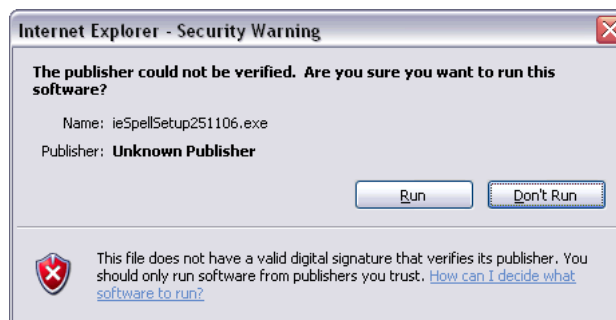 Internet Explorer - Security Warning
The publisher could not be verified.  Are you sure you want to run this
software?
Name: ieSpellSetup251106.exe
Publisher: Unknown Publisher
Run
Don't Run
This file does not have a valid digital signature that verifies its publisher. You
should only run software from publishers you trust. How can I decide what
software to run?